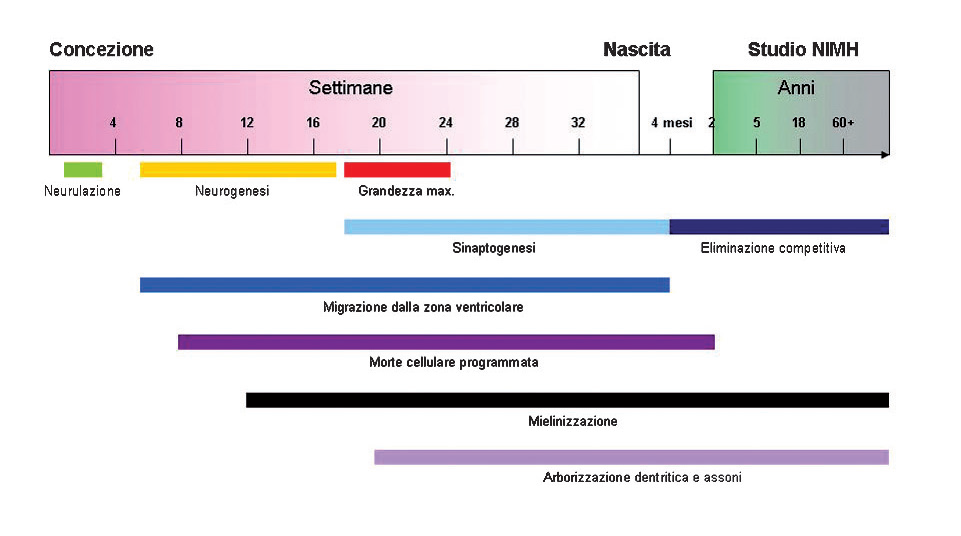 Concezione Nascita Studio NIMH
Settimane Anni
4 8 12 16 20 24 28 32 4 mesi 2 5 18 60+
Neurulazione Neurogenesi Grandezza max.
Sinaptogenesi Eliminazione competitiva
Migrazione dalla zona ventricolare
Morte cellulare programmata
Mielinizzazione
Arborizzazione dentritica e assoni